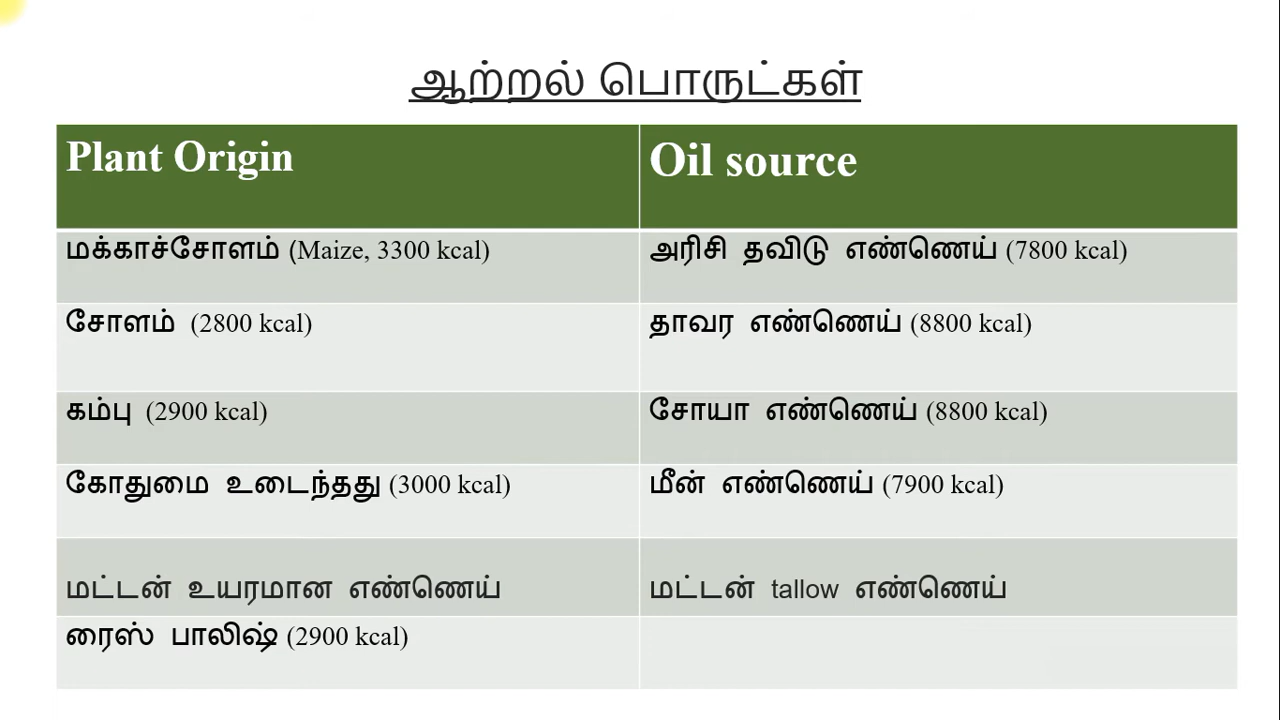 ஆற்றல் பொருட்கள்
Plant Origin
Oil source
மக்காச்சோளம் (Maize, 3300 kcal)
அரிசி தவிடு எண்ணெய் (7800 kcal)
சோளம் (2800 kcal)
தாவர எண்ணெய் (8800 kcal)
கம்பு (2900 kcal)
சோயா எண்ணெய் (8800 kcal)
கோதுமை உடைந்தது (3000 kcal)
மீன் எண்ணெய் (7900 kcal)
மட்டன் உயரமான எண்ணெய்
மட்டன் tallow எண்ணெய்
ரைஸ் பாலிஷ் (2900 kcal)